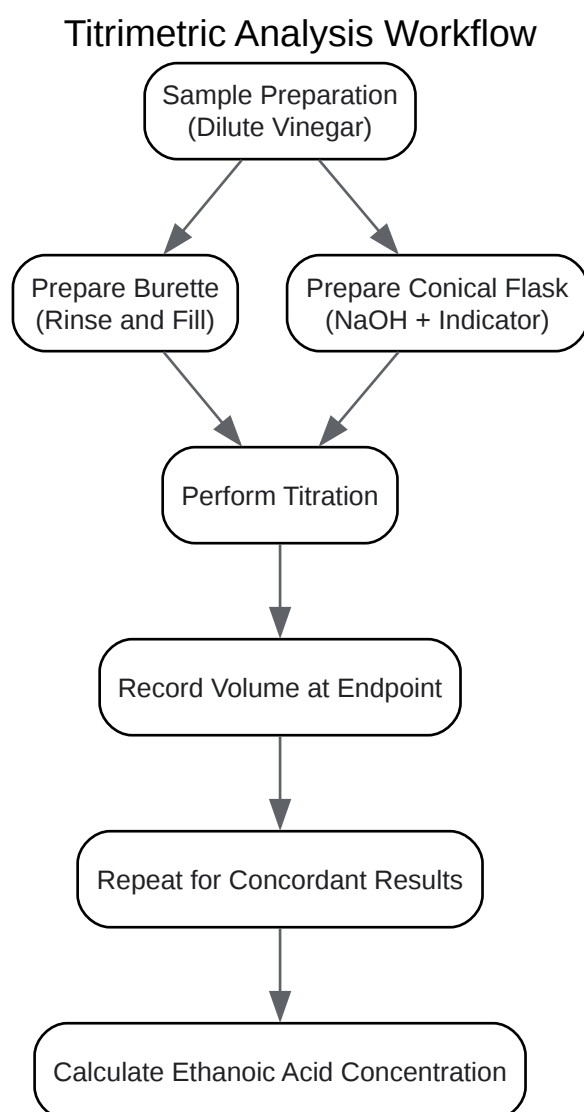 Titrimetric Analysis Workflow
Sample Preparation
(Dilute Vinegar)
Prepare Burette
(Rinse and Fill)
Prepare Conical Flask
(NaOH + Indicator)
Perform Titration
Record Volume at Endpoint
Repeat for Concordant Results
Calculate Ethanoic Acid Concentration